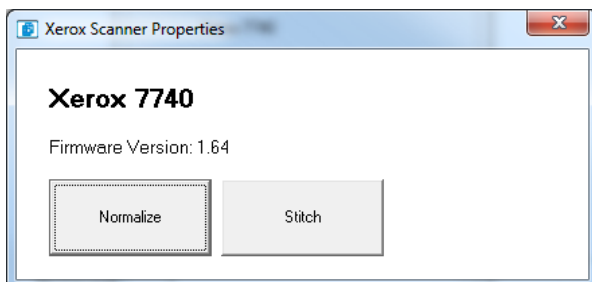 Xerox Scanner Properties
Xerox 7740
Firmware Version: 1.64
Normalize
Stitch